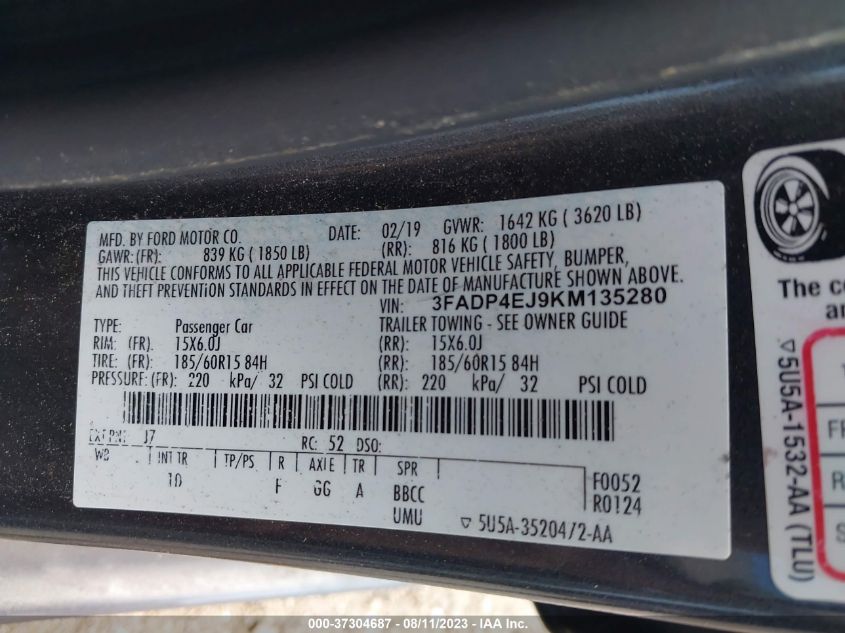 MFD. BY FORD MOTOR CO. DATE: 02/19 GVWR: 1642 KG ( 3620 LB)
GAWR:(FR): 839 KG ( 1850 LB) (RR): 816 KG ( 1800 LB)
THIS VEHICLE CONFORMS TO ALL APPLICABLE FEDERAL MOTOR VEHICLE SAFETY, BUMPER,
AND THEFT PREVENTION STANDARDS IN EFFECT ON THE DATE OF MANUFACTURE SHOWN ABOVE.
VIN: 3FADP4EJ9KM135280
TYPE: Passenger Car TRAILER TOWING - SEE OWNER GUIDE
RIM: (FR): 15X6.0J (RR): 15X6.0J
TIRE: (FR): 185/60R15 84H (RR): 185/60R15 84H
PRESSURE: (FR): 220 kPa/ 32 PSI COLD (RR): 220 kPa/ 32 PSI COLD
EXT PNT: J7 RC: 52 DSO:
WB INT TR TP/PS R AXLE TR SPR
10 F GG A BBCC
UMU
F0052
R0124
▽ 5U5A-35204/2-AA
The co
an
▽ 5U5A-1532-AA (TLU)
FR
R
S
000-37304687 - 08/11/2023 - IAA Inc.